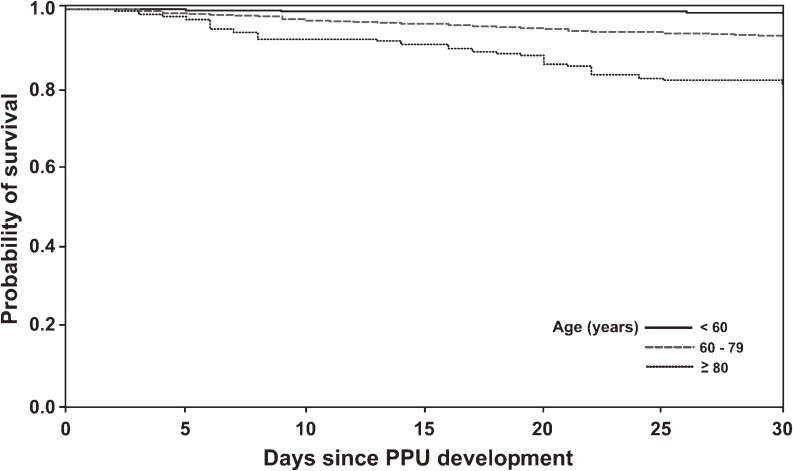 1.0
0.8
0.6
0.4
0.2
0.0
Probability of survival
Age (years)
< 60
60 - 79
≥ 80
0 5 10 15 20 25 30
Days since PPU development